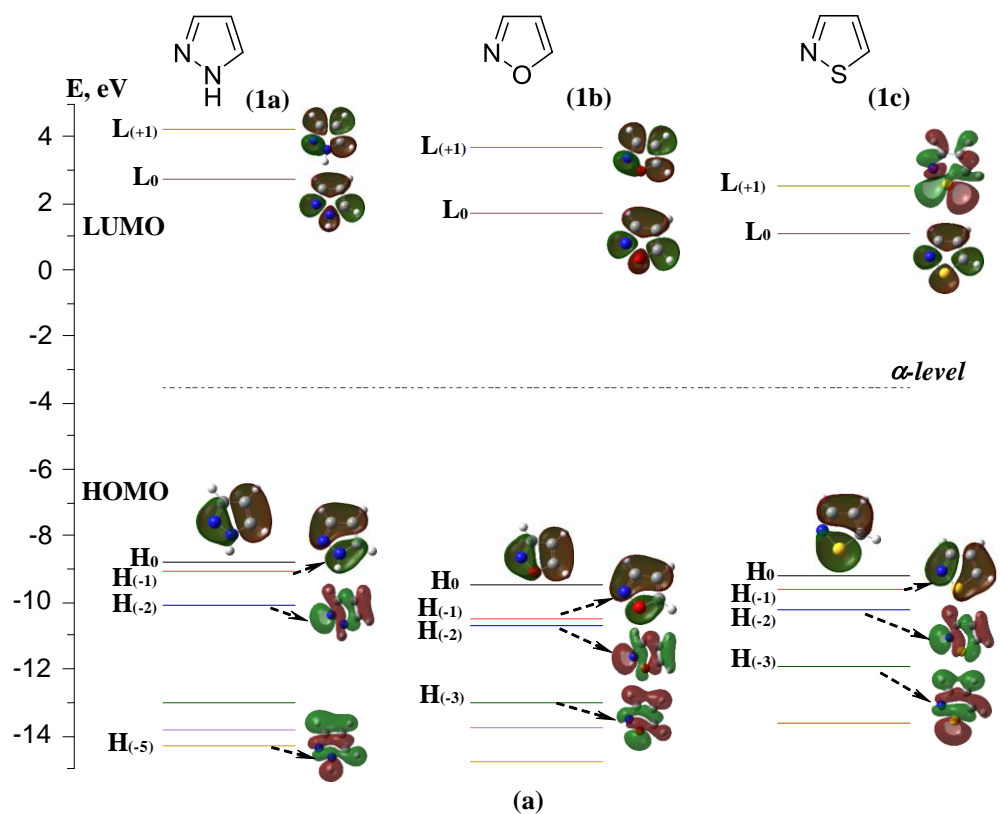 N
N
H
(1a)
N
O
(1b)
N
S
(1c)
E, eV
4
2
0
-2
-4
-6
-8
-10
-12
-14
LUMO
HOMO
α-level
L(+1)
L0
H0
H(-1)
H(-2)
H(-5)
L(+1)
L0
H0
H(-1)
H(-2)
H(-3)
L(+1)
L0
H0
H(-1)
H(-2)
H(-3)
(a)